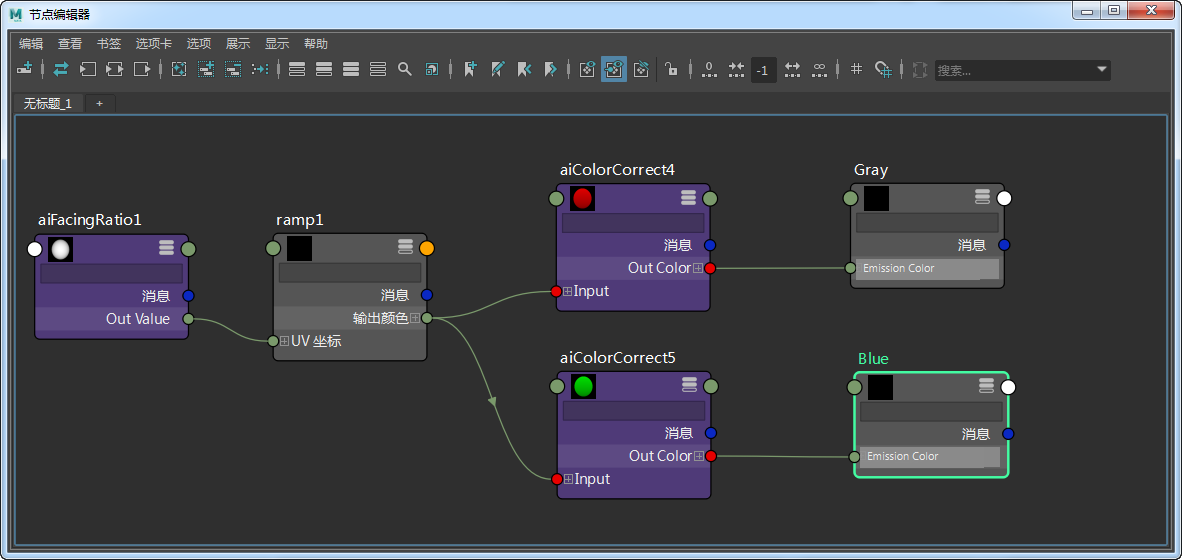 节点编辑器
编辑 查看 书签 选项卡 选项 展示 显示 帮助
0 -1 ∞ 搜索...
无标题_1 +
aiColorCorrect4
消息
Out Color
Input
Gray
消息
Emission Color
aiFacingRatio1
消息
Out Value
ramp1
消息
输出颜色
UV 坐标
aiColorCorrect5
消息
Out Color
Input
Blue
消息
Emission Color